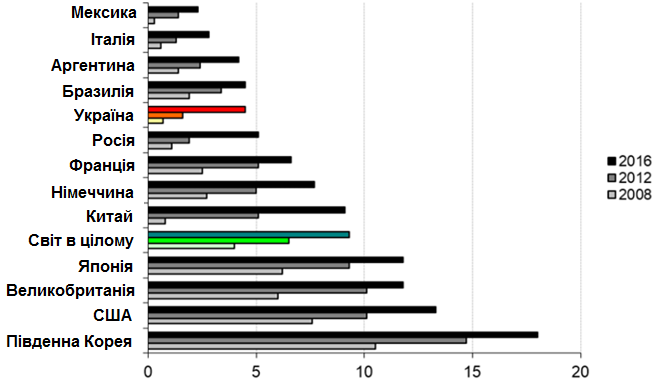 Мексика
Італія
Аргентина
Бразилія
Україна
Росія
Франція
Німеччина
Китай
Світ в цілому
Японія
Великобританія
США
Південна Корея
2016
2012
2008
0 5 10 15 20